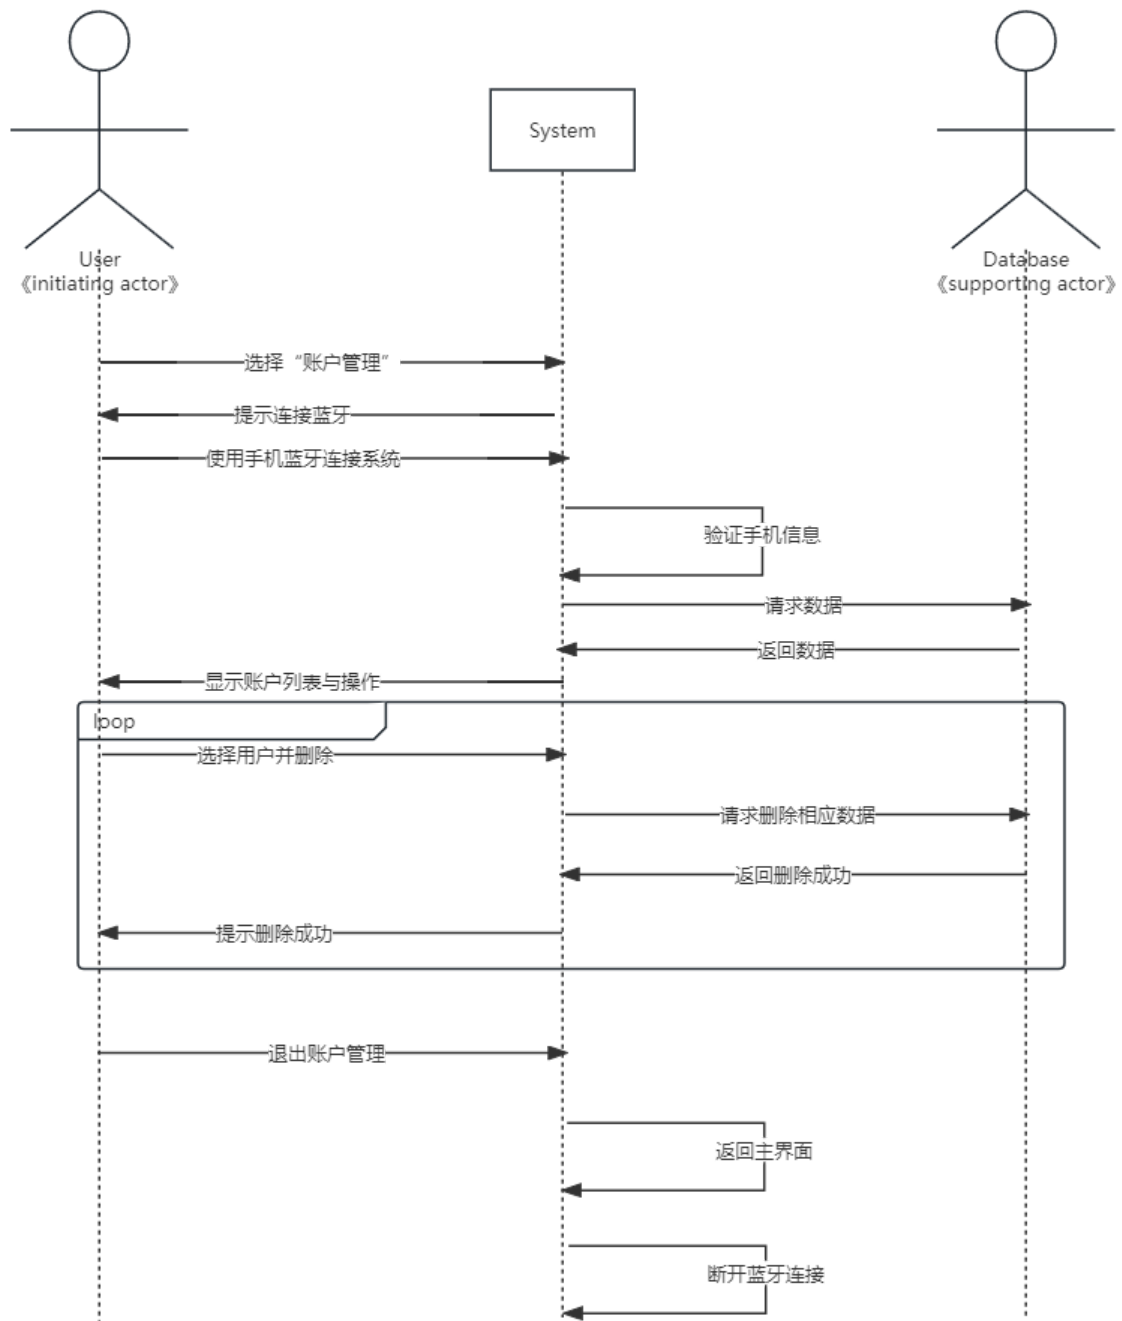 System
User
《initiating actor》
Database
《supporting actor》
选择“账户管理”
提示连接蓝牙
使用手机蓝牙连接系统
验证手机信息
请求数据
返回数据
显示账户列表与操作
loop
选择用户并删除
请求删除相应数据
返回删除成功
提示删除成功
退出账户管理
返回主界面
断开蓝牙连接